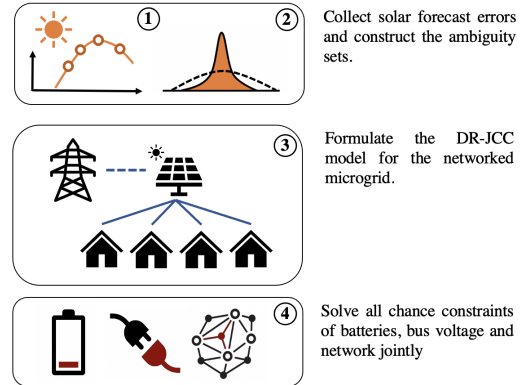 1
2
Collect solar forecast errors
and construct the ambiguity
sets.
3
Formulate the DR-JCC
model for the networked
microgrid.
4
Solve all chance constraints
of batteries, bus voltage and
network jointly